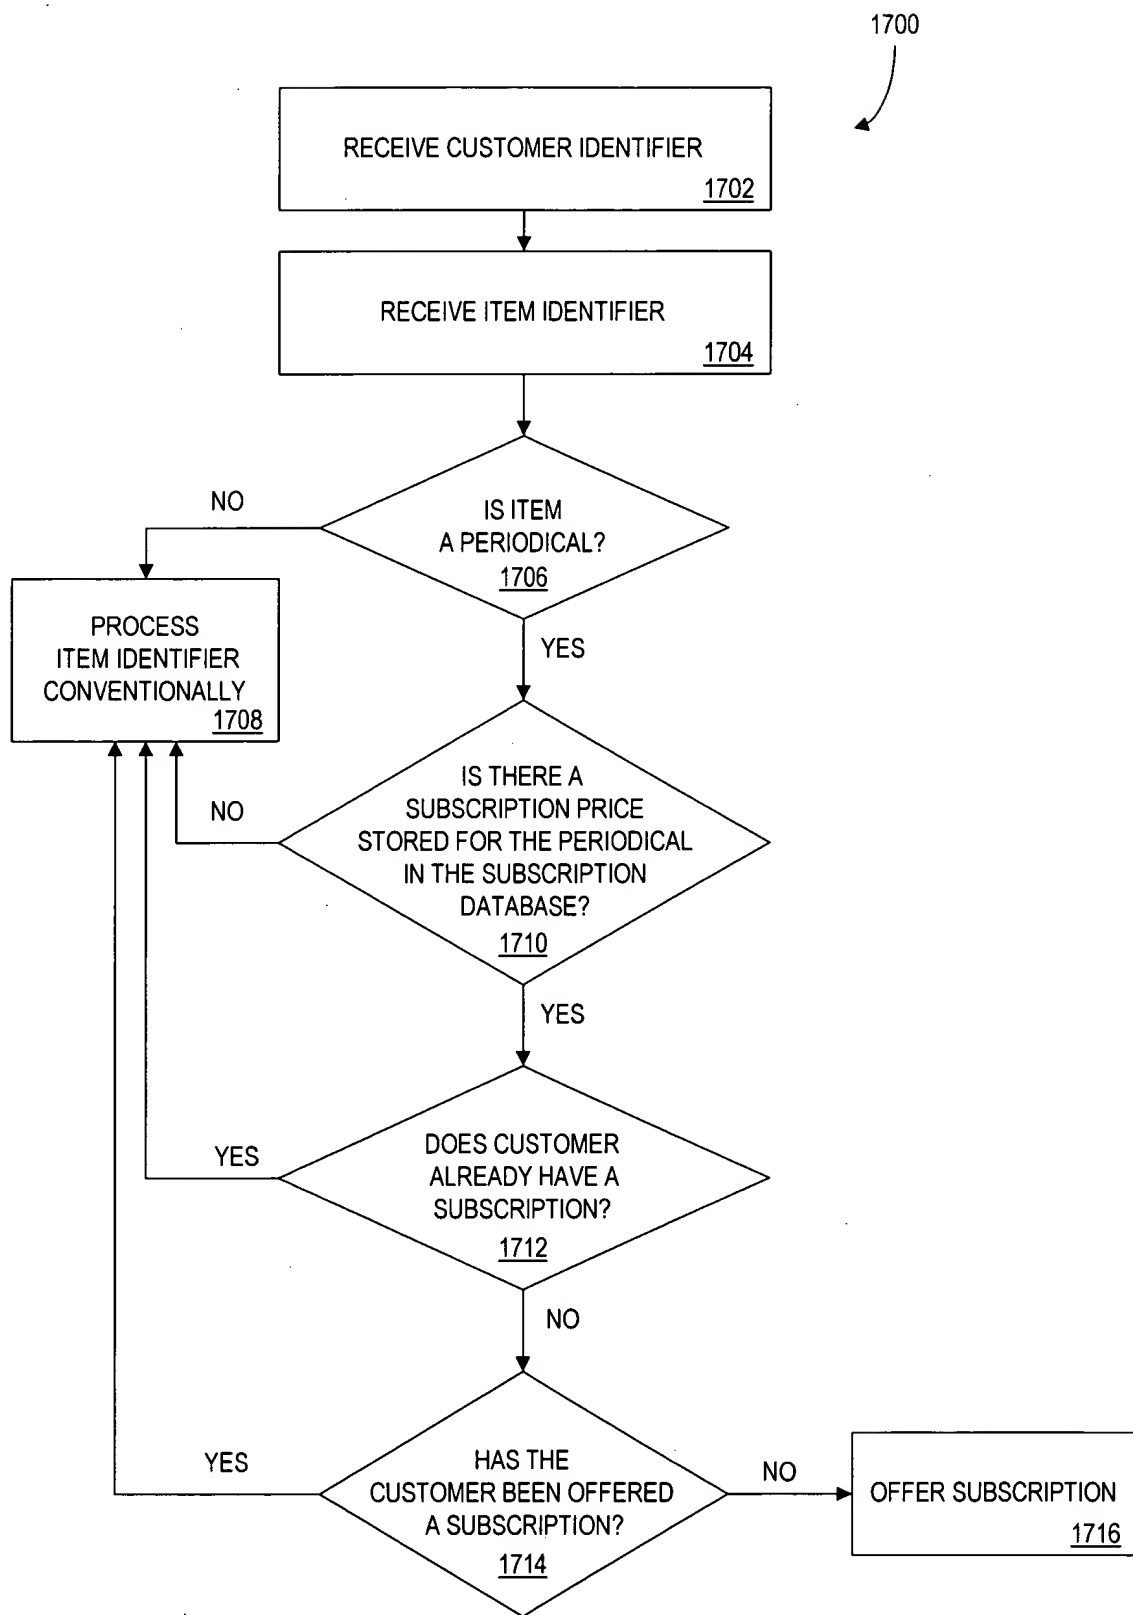 1700
RECEIVE CUSTOMER IDENTIFIER
1702
RECEIVE ITEM IDENTIFIER
1704
NO
IS ITEM
A PERIODICAL?
1706
PROCESS
ITEM IDENTIFIER
CONVENTIONALLY
1708
YES
NO
IS THERE A
SUBSCRIPTION PRICE
STORED FOR THE PERIODICAL
IN THE SUBSCRIPTION
DATABASE?
1710
YES
YES
DOES CUSTOMER
ALREADY HAVE A
SUBSCRIPTION?
1712
NO
YES
HAS THE
CUSTOMER BEEN OFFERED
A SUBSCRIPTION?
1714
NO
OFFER SUBSCRIPTION
1716